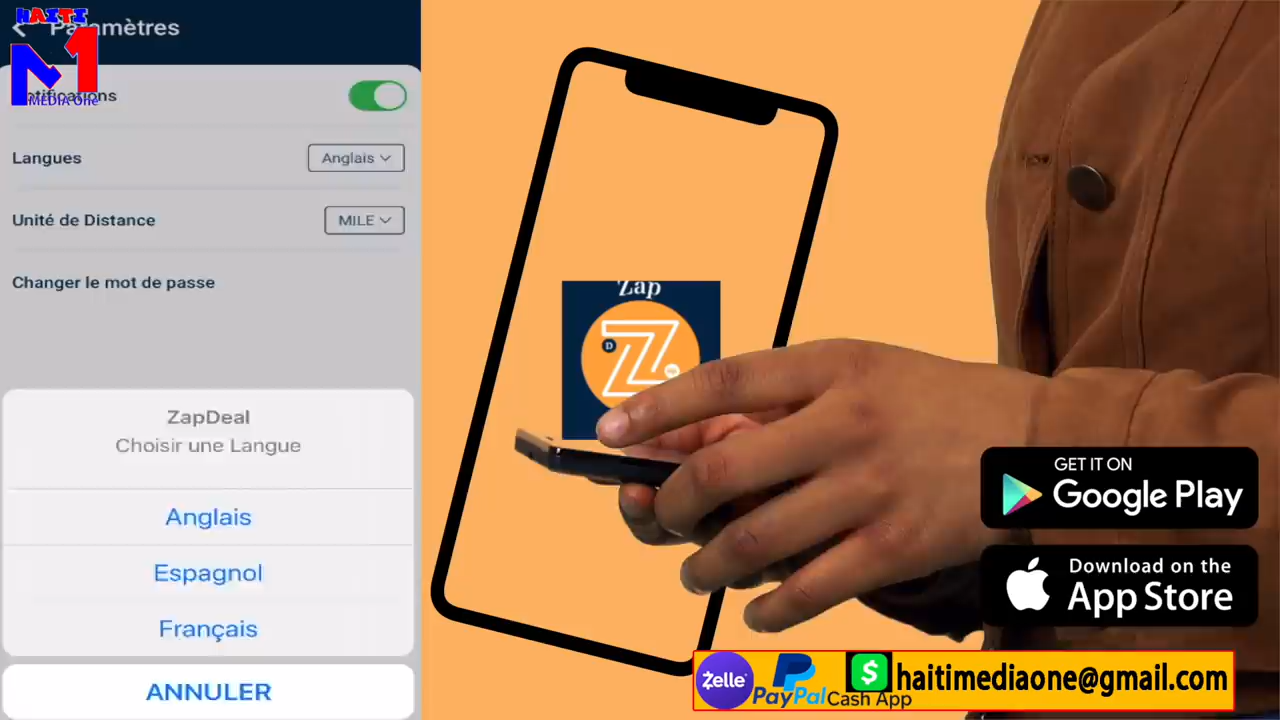 HAITI
Paramètres
M1
MEDIA One
Notifications
Langues
Anglais
Unité de Distance
MILE
Changer le mot de passe
ZapDeal
Choisir une Langue
Anglais
Espagnol
Français
ANNULER
Zap
D
Z
GET IT ON
Google Play
Download on the
App Store
Zelle
PayPal
$
Cash App
haitimediaone@gmail.com